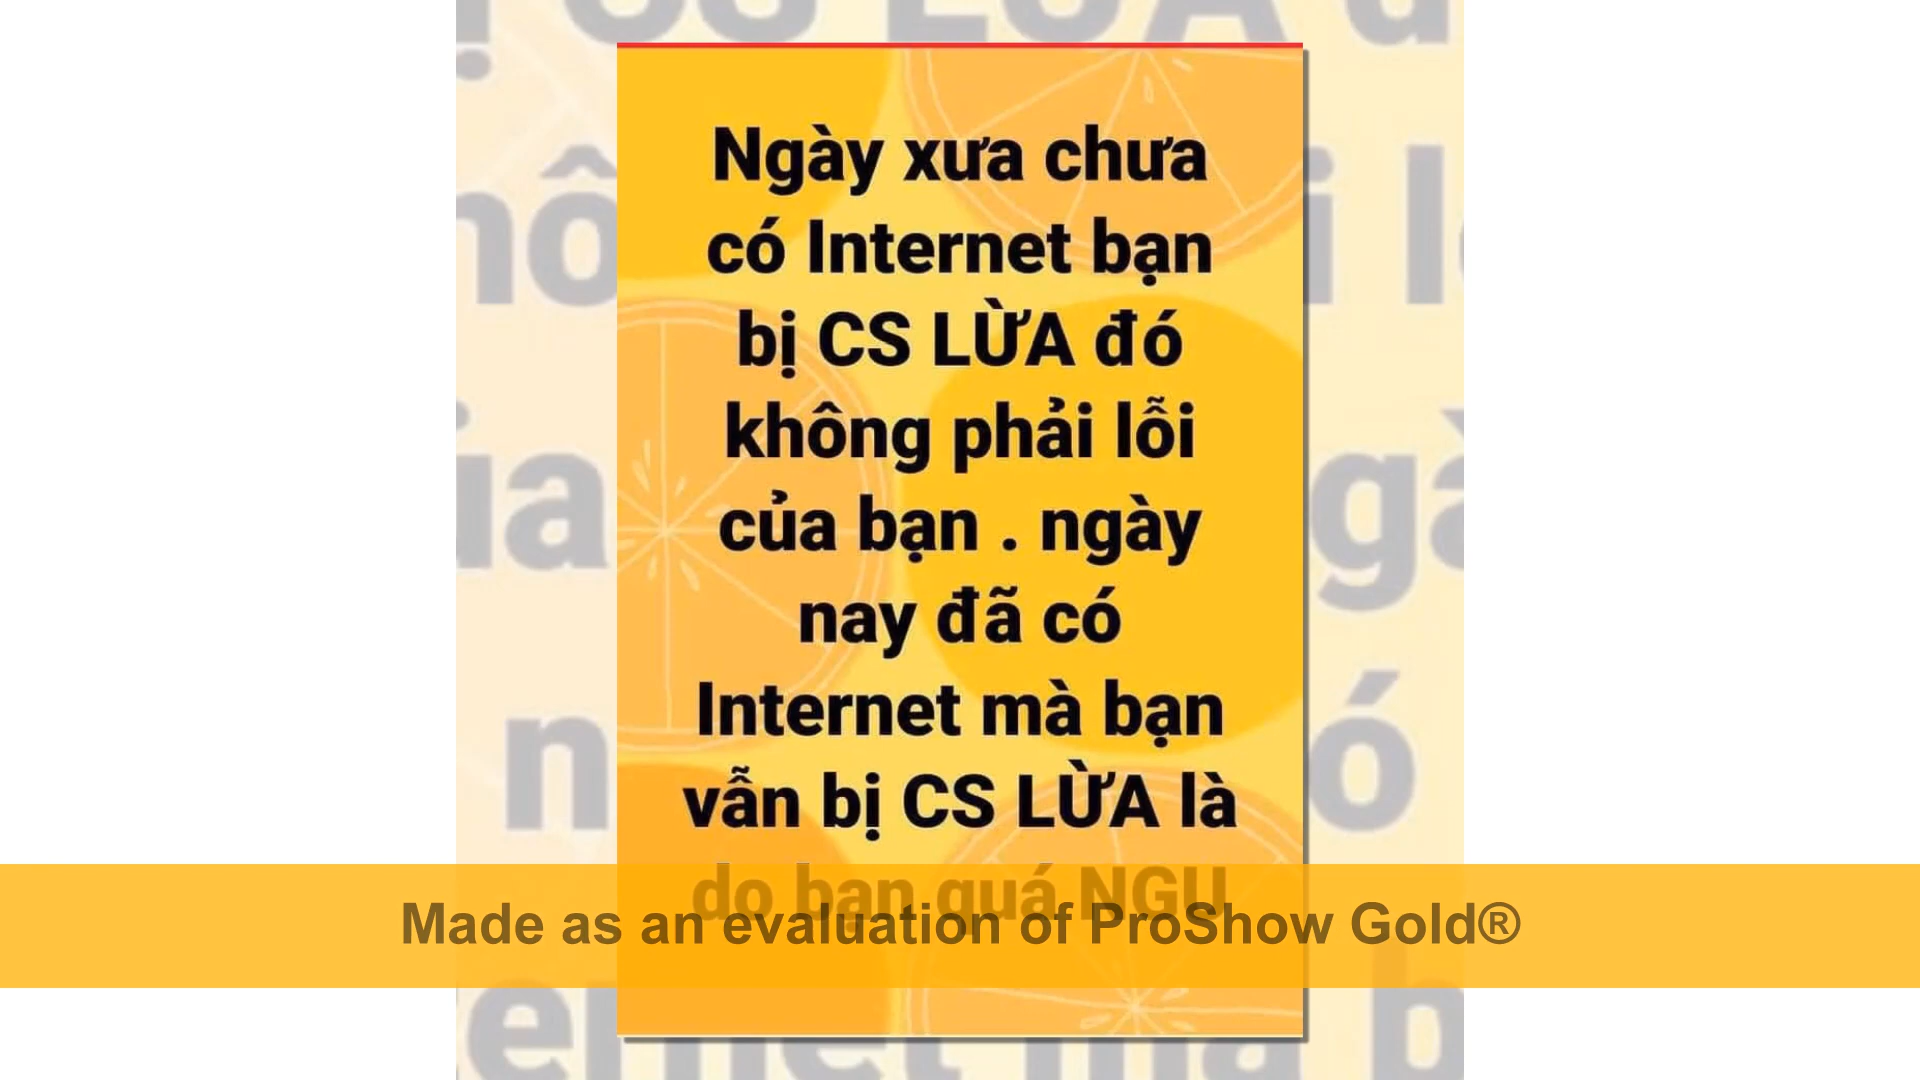 Ngày xưa chưa
có Internet bạn
bị CS LỪA đó
không phải lỗi
của bạn . ngày
nay đã có
Internet mà bạn
vẫn bị CS LỪA là
do bạn quá NGU
Made as an evaluation of ProShow Gold®